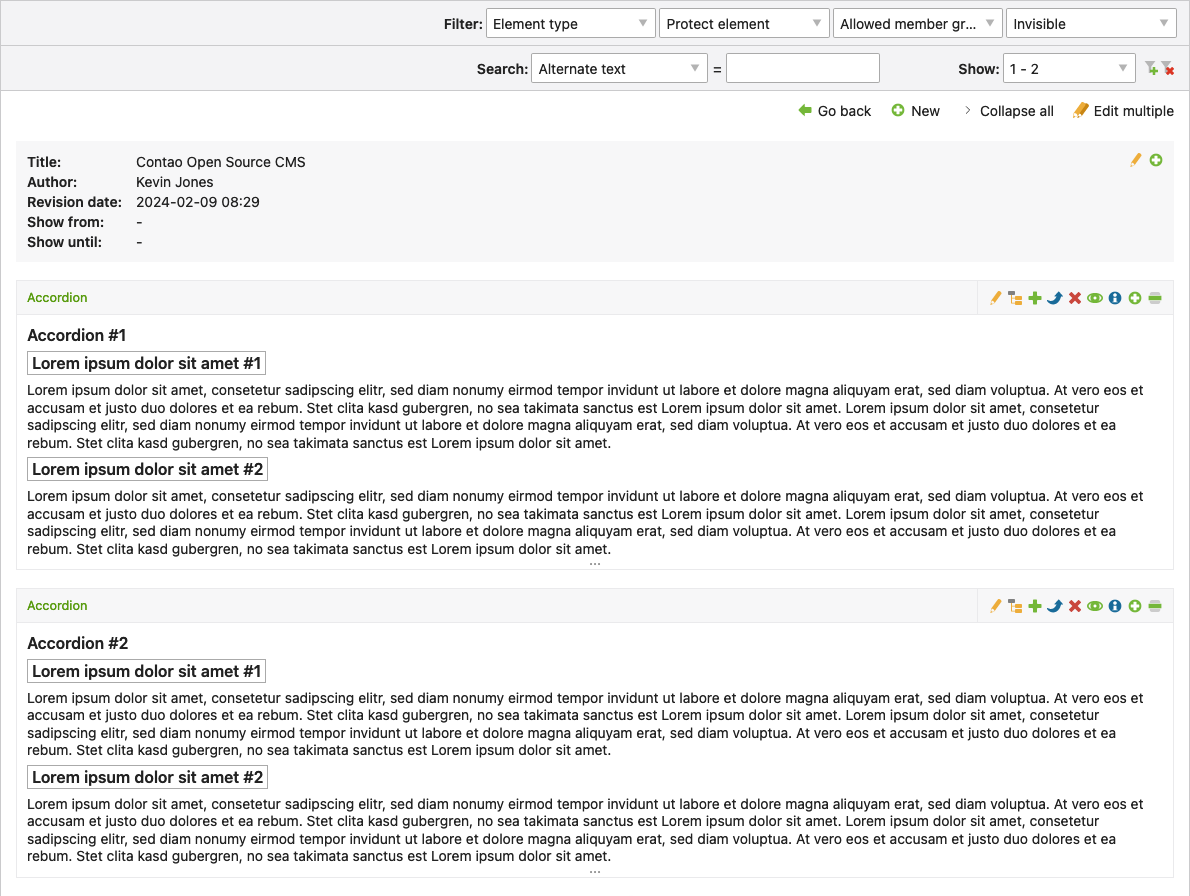 Filter: Element type Protect element Allowed member gr... Invisible
Search: Alternate text = Show: 1 - 2
Go back New Collapse all Edit multiple
Title: Contao Open Source CMS
Author: Kevin Jones
Revision date: 2024-02-09 08:29
Show from: -
Show until: -
Accordion
Accordion #1
Lorem ipsum dolor sit amet #1
Lorem ipsum dolor sit amet, consetetur sadipscing elitr, sed diam nonumy eirmod tempor invidunt ut labore et dolore magna aliquyam erat, sed diam voluptua. At vero eos et
accusam et justo duo dolores et ea rebum. Stet clita kasd gubergren, no sea takimata sanctus est Lorem ipsum dolor sit amet. Lorem ipsum dolor sit amet, consetetur
sadipscing elitr, sed diam nonumy eirmod tempor invidunt ut labore et dolore magna aliquyam erat, sed diam voluptua. At vero eos et accusam et justo duo dolores et ea
rebum. Stet clita kasd gubergren, no sea takimata sanctus est Lorem ipsum dolor sit amet.
Lorem ipsum dolor sit amet #2
Lorem ipsum dolor sit amet, consetetur sadipscing elitr, sed diam nonumy eirmod tempor invidunt ut labore et dolore magna aliquyam erat, sed diam voluptua. At vero eos et
accusam et justo duo dolores et ea rebum. Stet clita kasd gubergren, no sea takimata sanctus est Lorem ipsum dolor sit amet. Lorem ipsum dolor sit amet, consetetur
sadipscing elitr, sed diam nonumy eirmod tempor invidunt ut labore et dolore magna aliquyam erat, sed diam voluptua. At vero eos et accusam et justo duo dolores et ea
rebum. Stet clita kasd gubergren, no sea takimata sanctus est Lorem ipsum dolor sit amet.
...
Accordion
Accordion #2
Lorem ipsum dolor sit amet #1
Lorem ipsum dolor sit amet, consetetur sadipscing elitr, sed diam nonumy eirmod tempor invidunt ut labore et dolore magna aliquyam erat, sed diam voluptua. At vero eos et
accusam et justo duo dolores et ea rebum. Stet clita kasd gubergren, no sea takimata sanctus est Lorem ipsum dolor sit amet. Lorem ipsum dolor sit amet, consetetur
sadipscing elitr, sed diam nonumy eirmod tempor invidunt ut labore et dolore magna aliquyam erat, sed diam voluptua. At vero eos et accusam et justo duo dolores et ea
rebum. Stet clita kasd gubergren, no sea takimata sanctus est Lorem ipsum dolor sit amet.
Lorem ipsum dolor sit amet #2
Lorem ipsum dolor sit amet, consetetur sadipscing elitr, sed diam nonumy eirmod tempor invidunt ut labore et dolore magna aliquyam erat, sed diam voluptua. At vero eos et
accusam et justo duo dolores et ea rebum. Stet clita kasd gubergren, no sea takimata sanctus est Lorem ipsum dolor sit amet. Lorem ipsum dolor sit amet, consetetur
sadipscing elitr, sed diam nonumy eirmod tempor invidunt ut labore et dolore magna aliquyam erat, sed diam voluptua. At vero eos et accusam et justo duo dolores et ea
rebum. Stet clita kasd gubergren, no sea takimata sanctus est Lorem ipsum dolor sit amet.
...